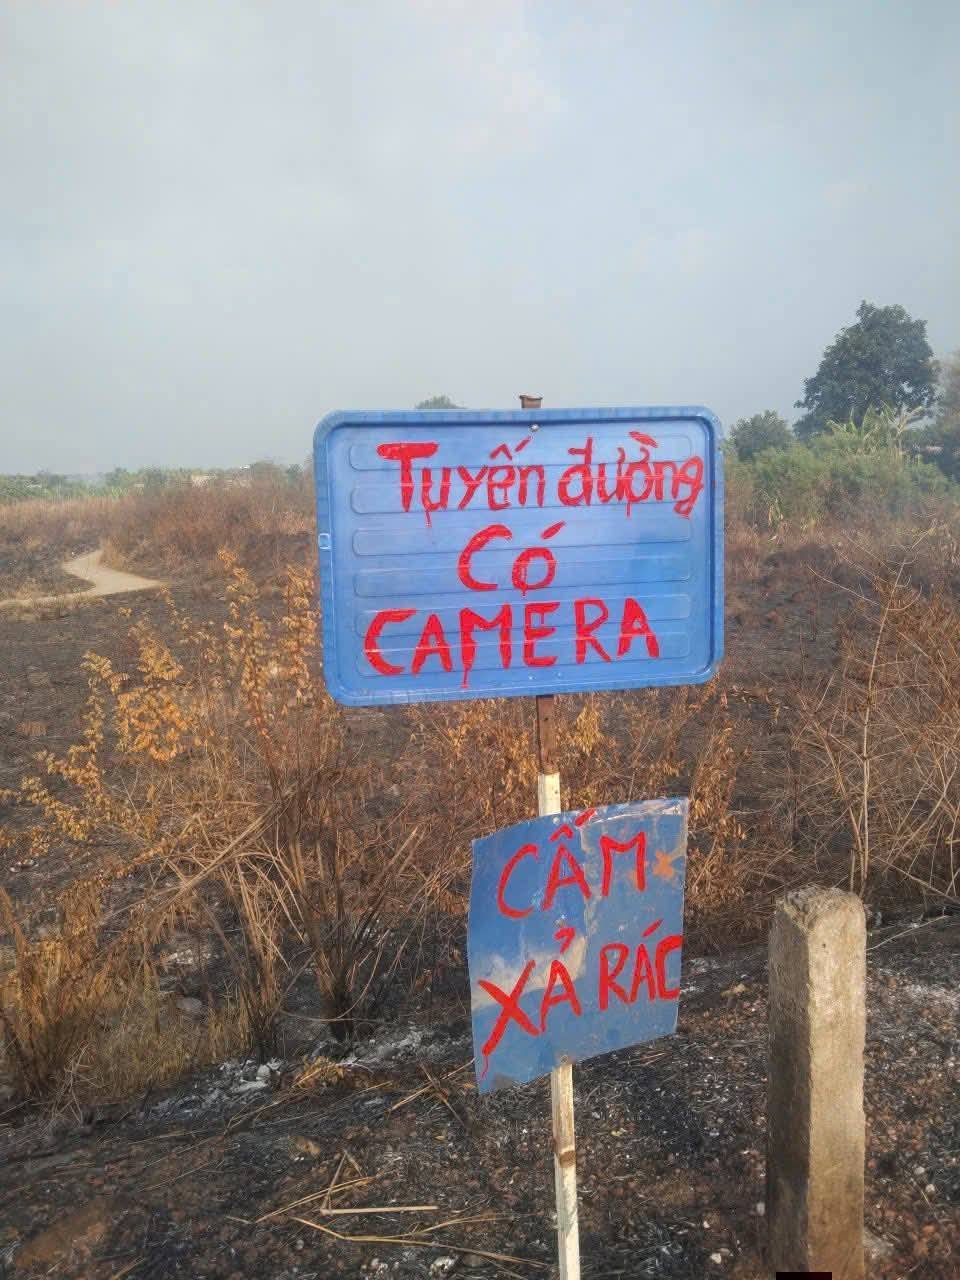 Tuyến đường
Có
CAMERA
CẤM
XẢ RÁC